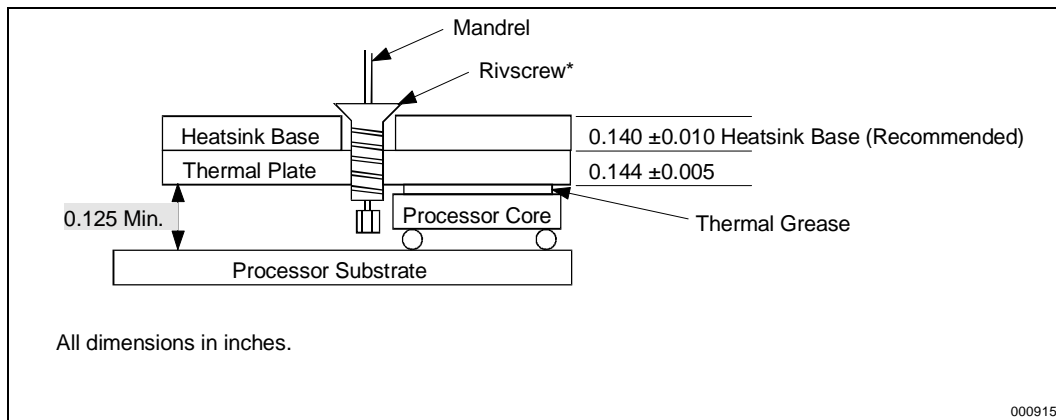 Mandrel
Rivscrew*
Heatsink Base
0.140 ±0.010 Heatsink Base (Recommended)
Thermal Plate
0.144 ±0.005
0.125 Min.
Processor Core
Thermal Grease
Processor Substrate
All dimensions in inches.
000915